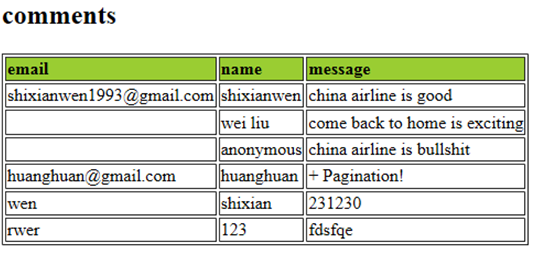 comments
email name message
shixianwen1993@gmail.com shixianwen china airline is good
wei liu come back to home is exciting
anonymous china airline is bullshit
huanghuan@gmail.com huanghuan + Pagination!
wen shixian 231230
rwer 123 fdsfqe